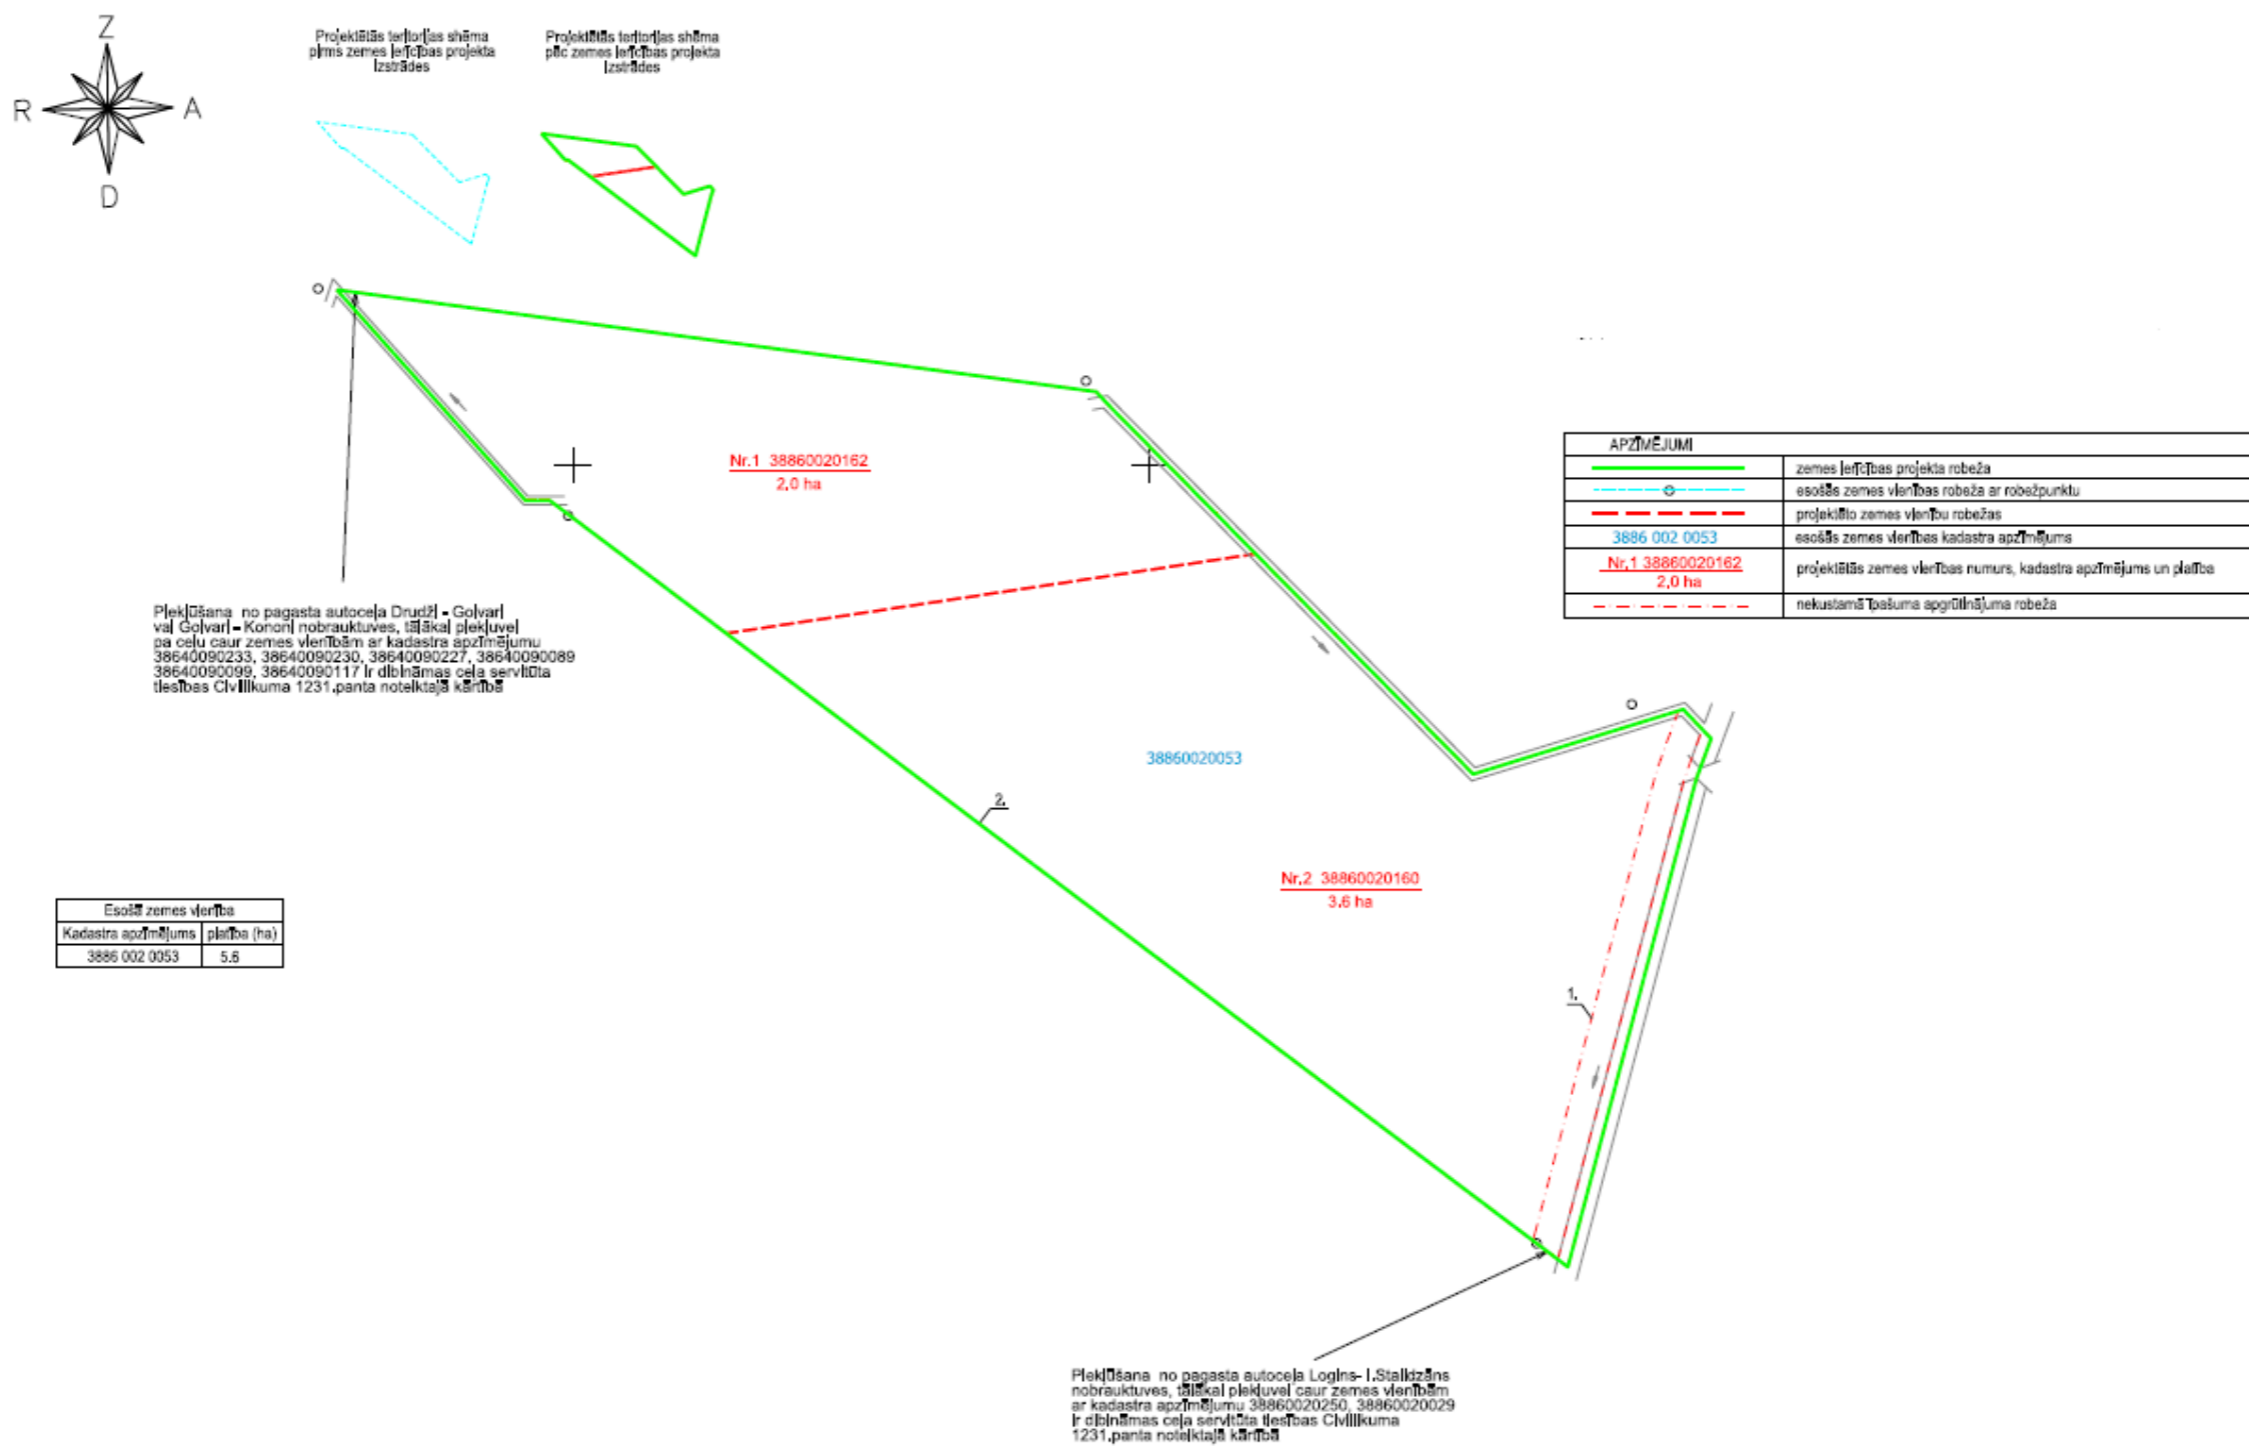 Z
R
A
D
Projektētās teritorijas shēma
pirms zemes ierīcības projekta
izstrādes
Projektētās teritorijas shēma
pēc zemes ierīcības projekta
izstrādes
Nr.1 38860020162
2,0 ha
APZĪMĒJUMI
zemes ierīcības projekta robeža
esošās zemes vienības robeža ar robežpunktu
projektēto zemes vienību robežas
3886 002 0053 esošās zemes vienības kadastra apzīmējums
Nr,1 38860020162
2,0 ha
projektētās zemes vienības numurs, kadastra apzīmējums un platība
nekustamā īpašuma apgrūtinājuma robeža
Piekļūšana no pagasta autoceļa Drudži - Goļvari
vai Goļvari - Kononi nobrauktuves, tālākai piekļuvei
pa ceļu caur zemes vienībām ar kadastra apzīmējumu
38640090233, 38640090230, 38640090227, 38640090089
38640090099, 38640090117 ir dibināmas ceļa servitūta
tiesības Civillikuma 1231.panta noteiktajā kārtībā
38860020053
2.
Nr,2 38860020160
3,6 ha
Esošā zemes vienība
Kadastra apzīmējums platība (ha)
3886 002 0053 5.6
1.
Piekļūšana no pagasta autoceļa Logins- I.Stalidzāns
nobrauktuves, tālākai piekļuvei caur zemes vienībām
ar kadastra apzīmējumu 38860020250, 38860020029
ir dibināmas ceļa servitūta tiesības Civillikuma
1231.panta noteiktajā kārtībā